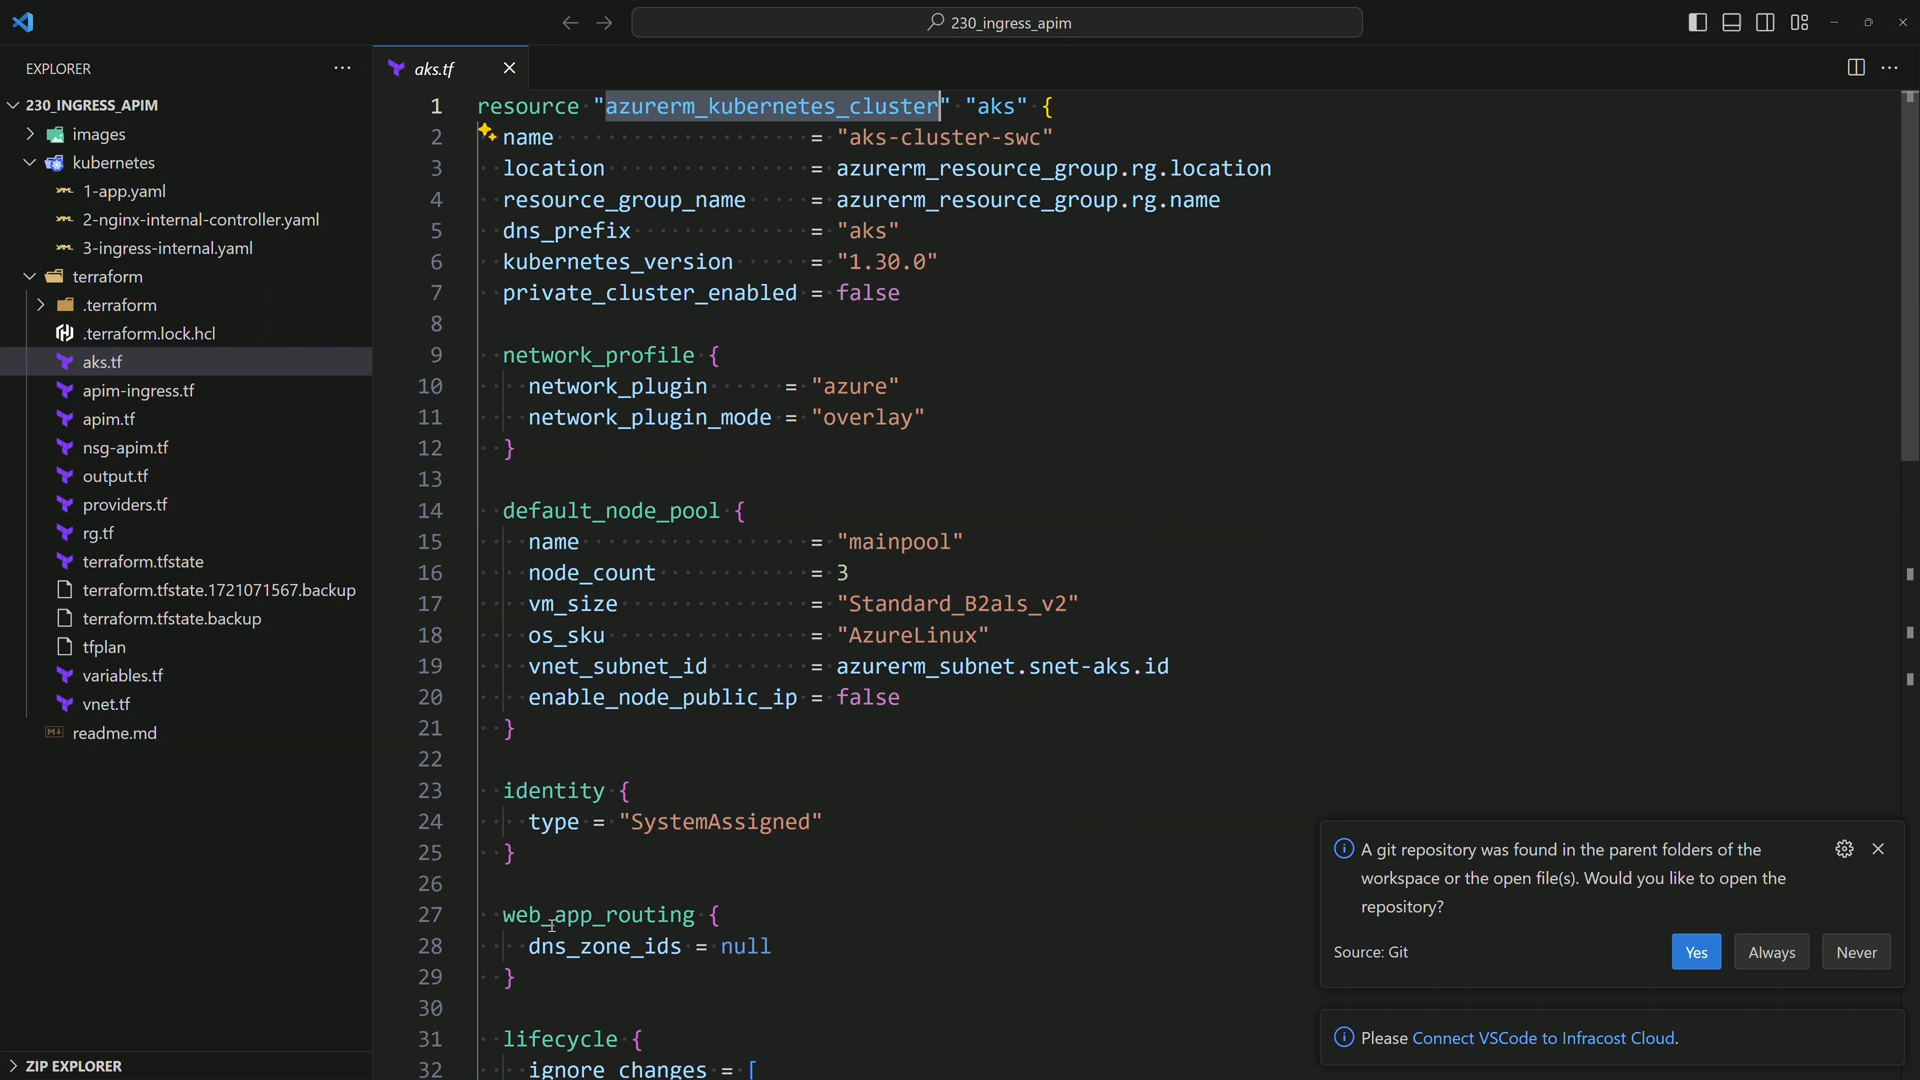 230_ingress_apim
EXPLORER
230_INGRESS_APIM
images
kubernetes
1-app.yaml
2-nginx-internal-controller.yaml
3-ingress-internal.yaml
terraform
.terraform
.terraform.lock.hcl
aks.tf
apim-ingress.tf
apim.tf
nsg-apim.tf
output.tf
providers.tf
rg.tf
terraform.tfstate
terraform.tfstate.1721071567.backup
terraform.tfstate.backup
tfplan
variables.tf
vnet.tf
readme.md
ZIP EXPLORER
aks.tf
1 resource "azurerm_kubernetes_cluster" "aks" {
2 name = "aks-cluster-swc"
3 location = azurerm_resource_group.rg.location
4 resource_group_name = azurerm_resource_group.rg.name
5 dns_prefix = "aks"
6 kubernetes_version = "1.30.0"
7 private_cluster_enabled = false
8
9 network_profile {
10 network_plugin = "azure"
11 network_plugin_mode = "overlay"
12 }
13
14 default_node_pool {
15 name = "mainpool"
16 node_count = 3
17 vm_size = "Standard_B2als_v2"
18 os_sku = "AzureLinux"
19 vnet_subnet_id = azurerm_subnet.snet-aks.id
20 enable_node_public_ip = false
21 }
22
23 identity {
24 type = "SystemAssigned"
25 }
26
27 web_app_routing {
28 dns_zone_ids = null
29 }
30
31 lifecycle {
32 ignore_changes = [
A git repository was found in the parent folders of the
workspace or the open file(s). Would you like to open the
repository?
Source: Git
Yes
Always
Never
Please Connect VSCode to Infracost Cloud.